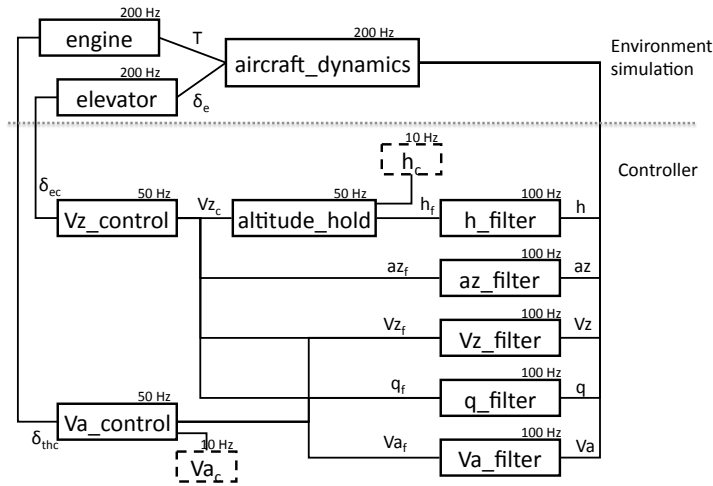 200 Hz
engine
T
200 Hz
aircraft_dynamics
Environment
simulation
200 Hz
elevator
δe
10 Hz
hc
Controller
δec
50 Hz
Vz_control
Vzc
50 Hz
altitude_hold
hf
100 Hz
h_filter
h
azf
100 Hz
az_filter
az
Vzf
100 Hz
Vz_filter
Vz
qf
100 Hz
q_filter
q
50 Hz
Va_control
δthc
10 Hz
Vac
Vaf
100 Hz
Va_filter
Va